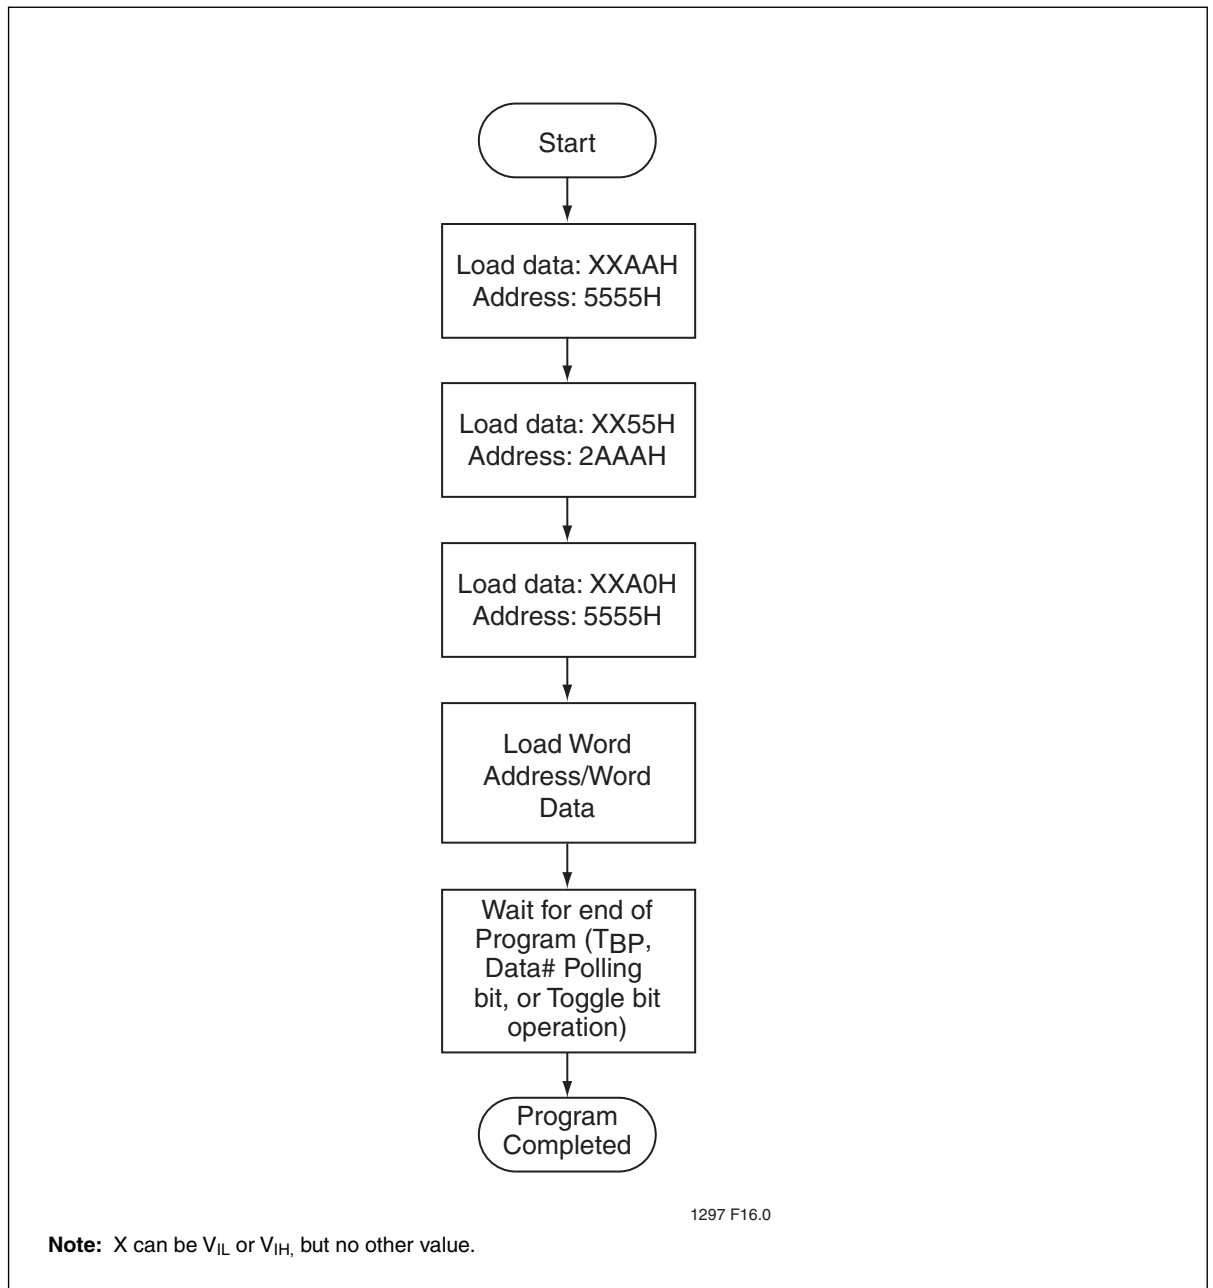 Start
Load data: XXAAH
Address: 5555H
Load data: XX55H
Address: 2AAAH
Load data: XXA0H
Address: 5555H
Load Word
Address/Word
Data
Wait for end of
Program (TBP,
Data# Polling
bit, or Toggle bit
operation)
Program
Completed
1297 F16.0
Note: X can be VIL or VIH, but no other value.